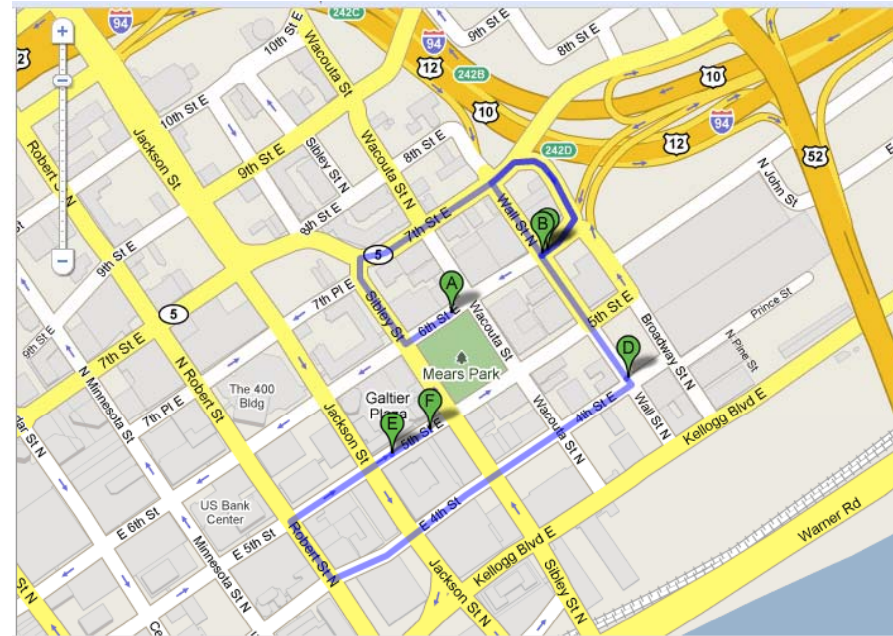 242C
94
12
242B
10
10
12
94
242D
52
9th St E
8th St E
10th St E
10th St E
Wacouta St
Wacouta St N
Jackson St
Robert St N
9th St E
Sibley St N
8th St E
8th St E
7th St E
5
Wall St N
B
N John St
A
6th St E
Sibley St
7th Pl E
Wacouta St N
5th St E
Prince St
5
7th St E
9th St E
N Robert St
N Minnesota St
The 400
Bldg
7th Pl E
Mears Park
Broadway St N
N Pine St
D
Galtier
F
E
5th St E
Jackson St
Wacouta St N
4th St E
Wall St N
Kellogg Blvd E
US Bank
Center
E 6th St
E 5th St
Minnesota St N
Robert St N
E 4th St
Kellogg Blvd E
Jackson St N
Sibley St N
Warner Rd